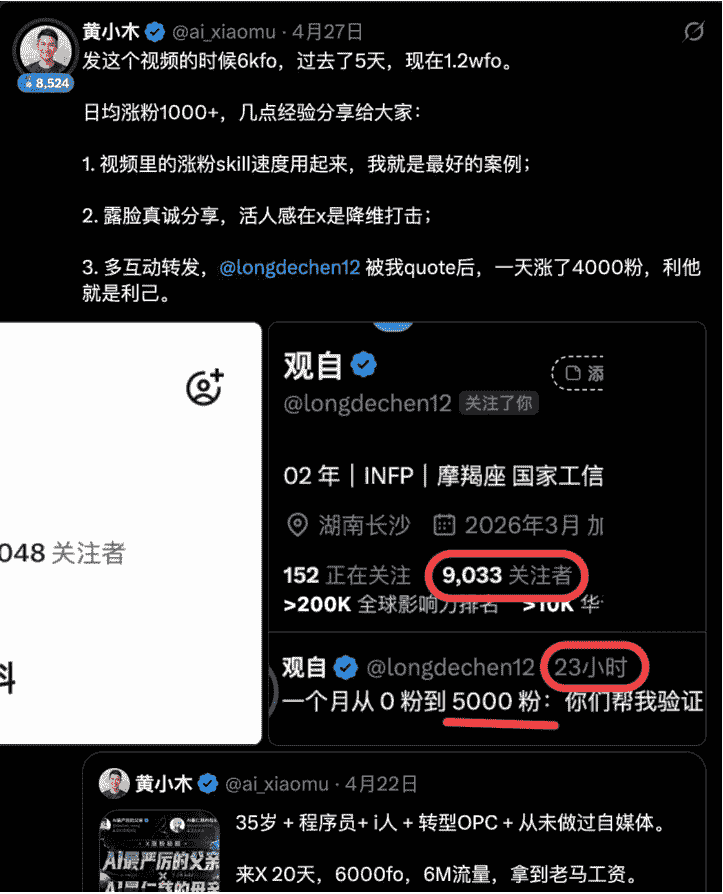 黄小木 @ai_xiaomu · 4月27日
发这个视频的时候6kfo，过去了5天，现在1.2wfo。
8,524
日均涨粉1000+，几点经验分享给大家：
1. 视频里的涨粉skill速度用起来，我就是最好的案例；
2. 露脸真诚分享，活人感在x是降维打击；
3. 多互动转发，@longdechen12 被我quote后，一天涨了4000粉，利他
就是利己。
048 关注者
观自
@longdechen12 关注了你
02 年｜INFP｜摩羯座 国家工信
湖南长沙 2026年3月 加
152 正在关注 9,033 关注者
>200K 全球影响力排名 >10K 华
观自 @longdechen12 23小时
一个月从 0 粉到 5000 粉：你们帮我验证
黄小木 @ai_xiaomu · 4月22日
AI最严厉的父亲
35岁 + 程序员+ i人 + 转型OPC + 从未做过自媒体。
来X 20天，6000fo，6M流量，拿到老马工资。